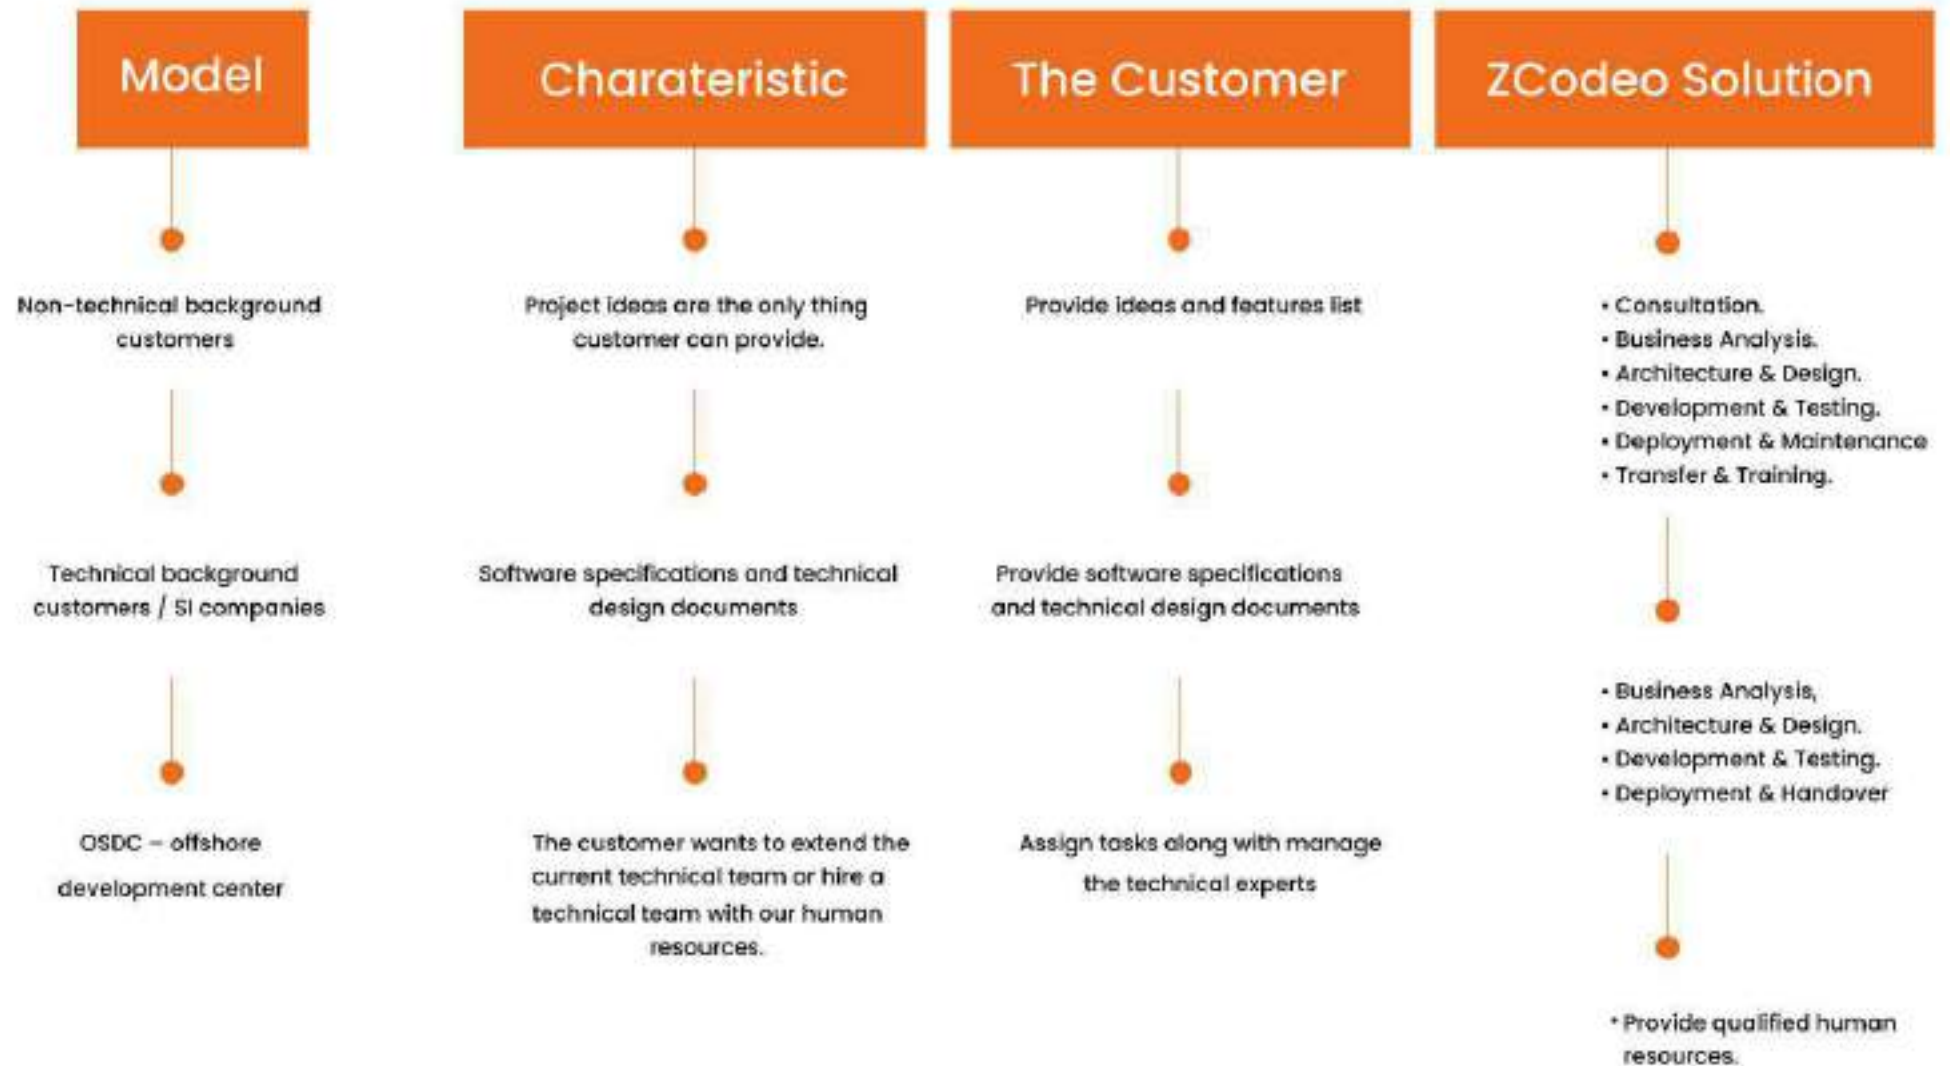 Model
Charateristic
The Customer
ZCodeo Solution
Non-technical background
customers
Project ideas are the only thing
customer can provide.
Provide ideas and features list
• Consultation.
• Business Analysis.
• Architecture & Design.
• Development & Testing.
• Deployment & Maintenance
• Transfer & Training.
Technical background
customers / SI companies
Software specifications and technical
design documents
Provide software specifications
and technical design documents
• Business Analysis,
• Architecture & Design.
• Development & Testing.
• Deployment & Handover
OSDC – offshore
development center
The customer wants to extend the
current technical team or hire a
technical team with our human
resources.
Assign tasks along with manage
the technical experts
• Provide qualified human
resources.